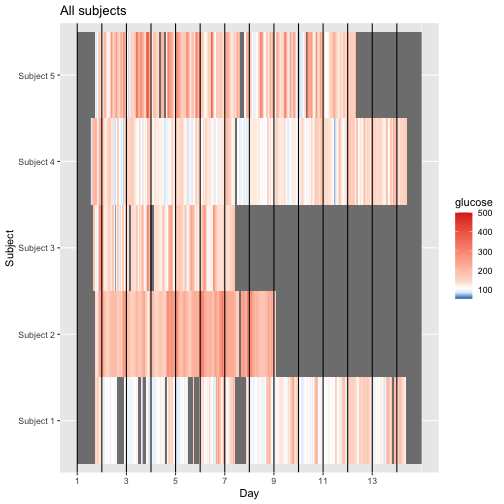 All subjects
Subject
Subject 5
Subject 4
Subject 3
Subject 2
Subject 1
1 3 5 7 9 11 13
Day
glucose
500
400
300
200
100